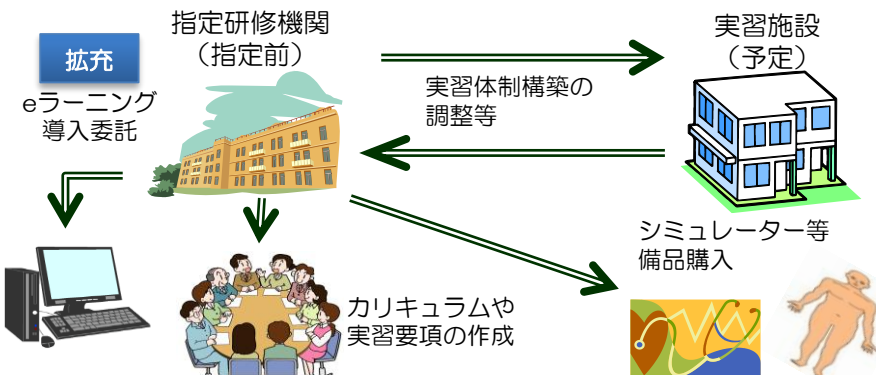 指定研修機関
（指定前）
実習施設
（予定）
拡充
eラーニング
導入委託
実習体制構築の
調整等
シミュレーター等
備品購入
カリキュラムや
実習要項の作成